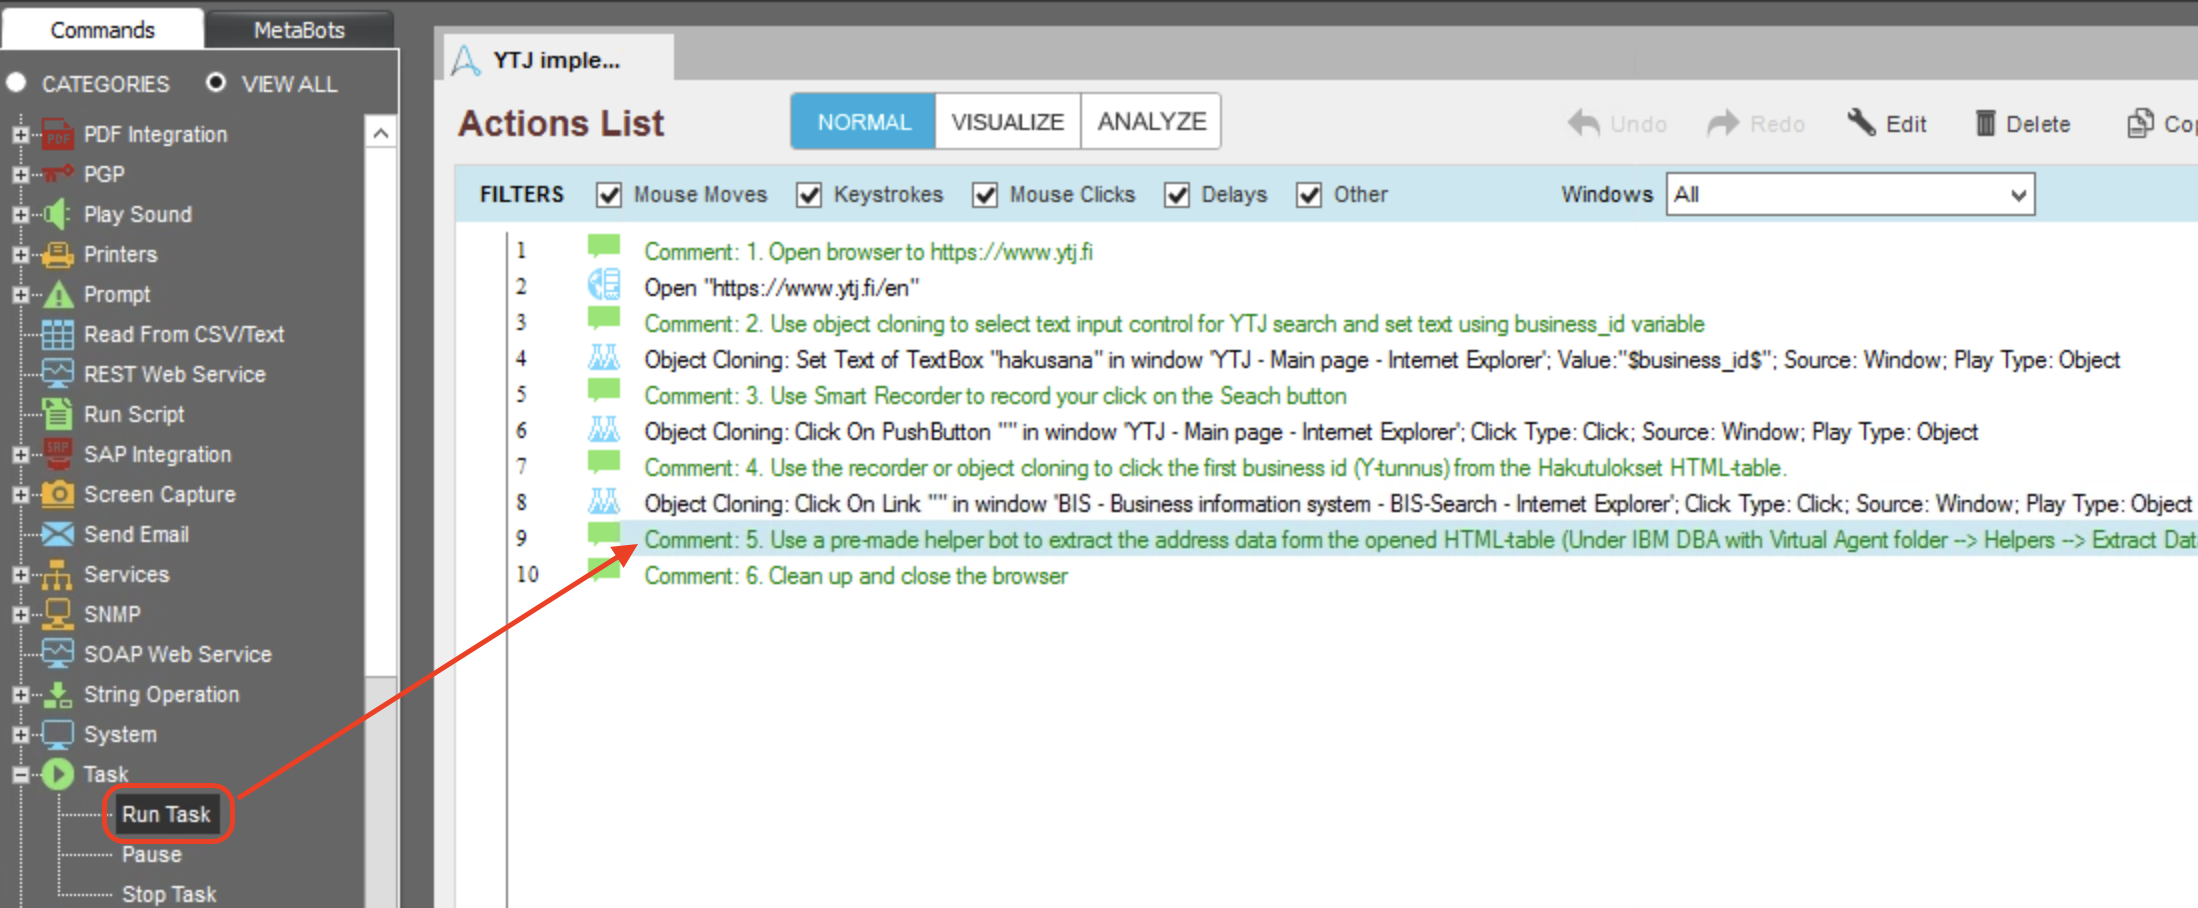 Commands
MetaBots
CATEGORIES
VIEW ALL
PDF Integration
PGP
Play Sound
Printers
Prompt
Read From CSV/Text
REST Web Service
Run Script
SAP Integration
Screen Capture
Send Email
Services
SNMP
SOAP Web Service
String Operation
System
Task
Run Task
Pause
Stop Task
YTJ imple...
Actions List
NORMAL
VISUALIZE
ANALYZE
Undo
Redo
Edit
Delete
Cop
FILTERS
Mouse Moves
Keystrokes
Mouse Clicks
Delays
Other
Windows
All
1 Comment: 1. Open browser to https://www.ytj.fi
2 Open "https://www.ytj.fi/en"
3 Comment: 2. Use object cloning to select text input control for YTJ search and set text using business_id variable
4 Object Cloning: Set Text of TextBox "hakusana" in window 'YTJ - Main page - Internet Explorer'; Value:"$business_id$"; Source: Window; Play Type: Object
5 Comment: 3. Use Smart Recorder to record your click on the Seach button
6 Object Cloning: Click On PushButton "" in window 'YTJ - Main page - Internet Explorer'; Click Type: Click; Source: Window; Play Type: Object
7 Comment: 4. Use the recorder or object cloning to click the first business id (Y-tunnus) from the Hakutulokset HTML-table.
8 Object Cloning: Click On Link "" in window 'BIS - Business information system - BIS-Search - Internet Explorer'; Click Type: Click; Source: Window; Play Type: Object
9 Comment: 5. Use a pre-made helper bot to extract the address data form the opened HTML-table (Under IBM DBA with Virtual Agent folder --> Helpers --> Extract Dat
10 Comment: 6. Clean up and close the browser